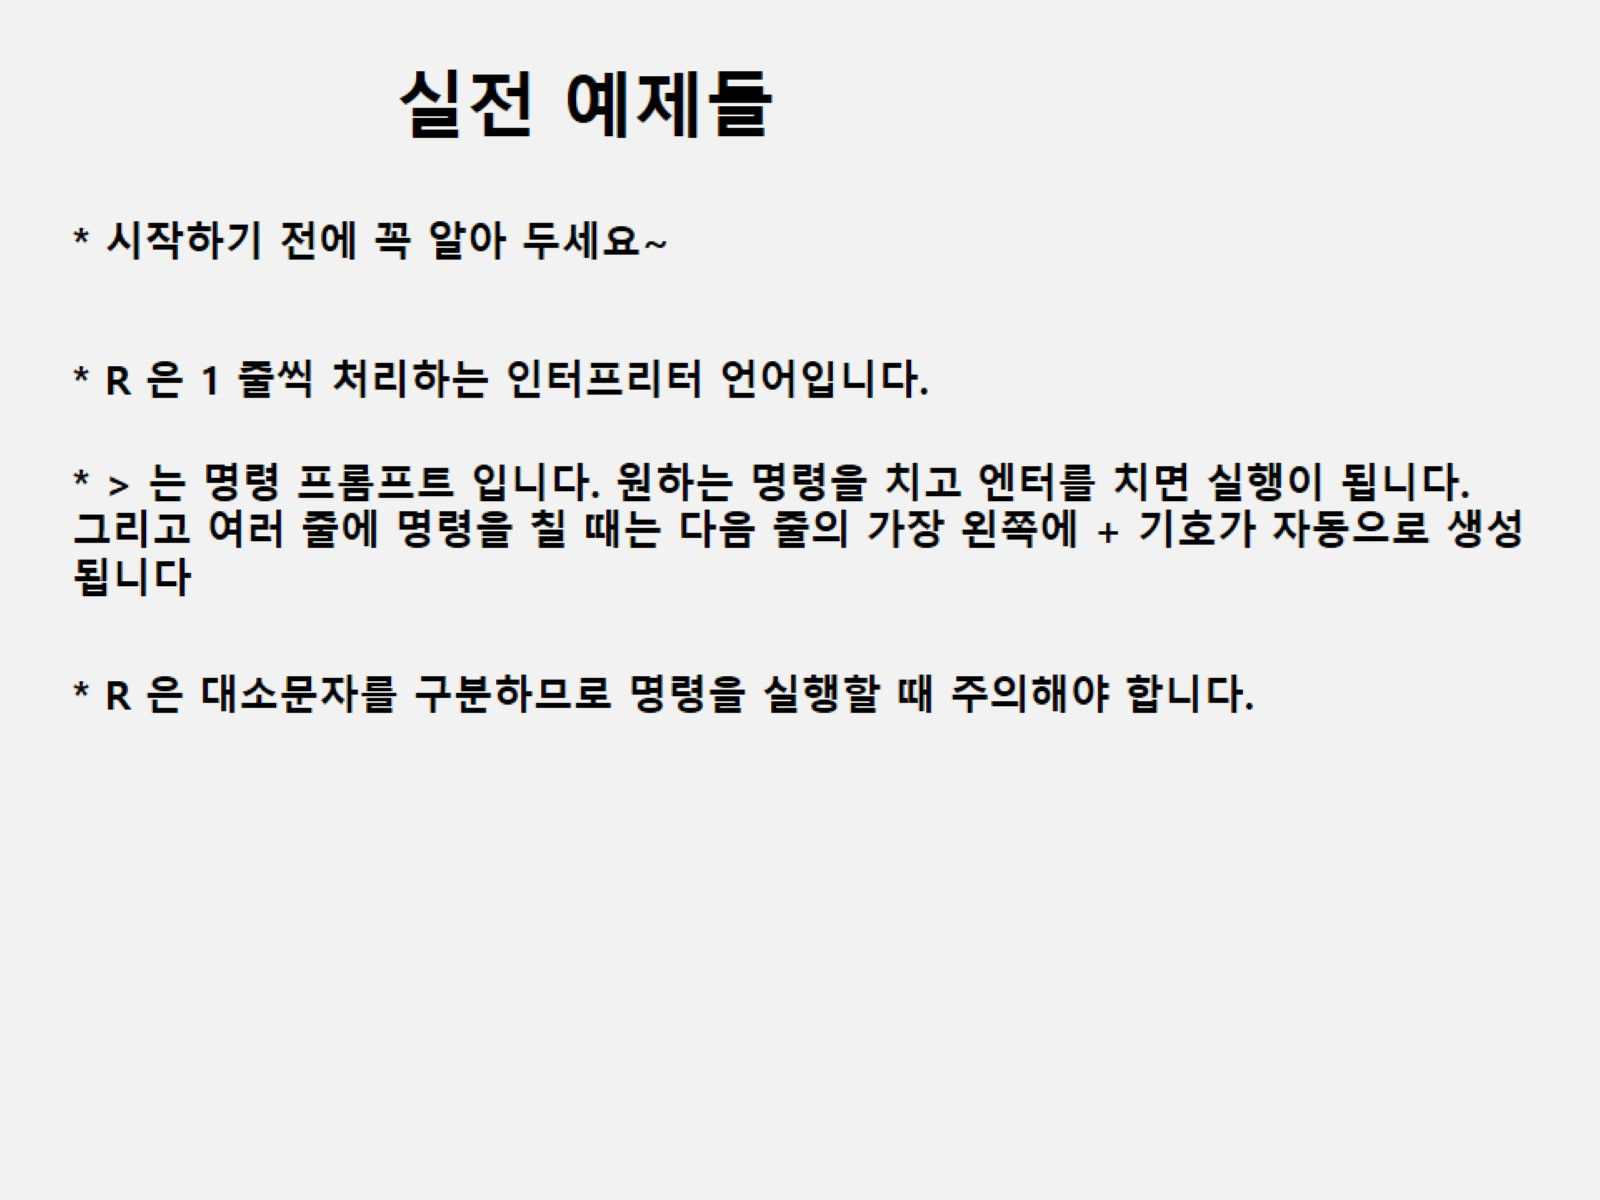 실전 예제들
* 시작하기 전에 꼭 알아 두세요~
* R 은 1 줄씩 처리하는 인터프리터 언어입니다.
* > 는 명령 프롬프트 입니다. 원하는 명령을 치고 엔터를 치면 실행이 됩니다.
그리고 여러 줄에 명령을 칠 때는 다음 줄의 가장 왼쪽에 + 기호가 자동으로 생성
됩니다
* R 은 대소문자를 구분하므로 명령을 실행할 때 주의해야 합니다.